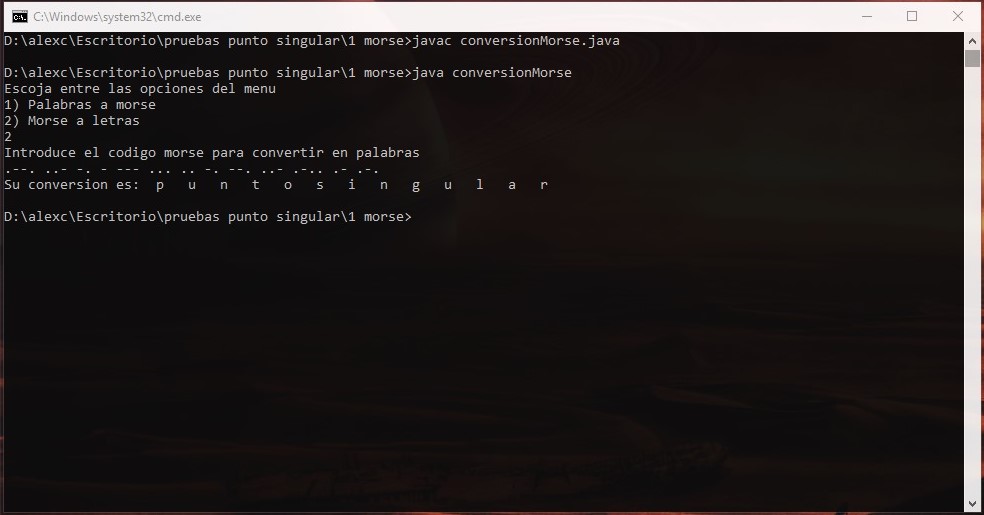 C:\Windows\system32\cmd.exe
D:\alexc\Escritorio\pruebas punto singular\1 morse>javac conversionMorse.java
D:\alexc\Escritorio\pruebas punto singular\1 morse>java conversionMorse
Escoja entre las opciones del menu
1) Palabras a morse
2) Morse a letras
2
Introduce el codigo morse para convertir en palabras
.--. ..- -. - --- ... .. -. --. ..- .-.. .- .-.
Su conversion es:  p   u   n   t   o   s   i   n   g   u   l   a   r
D:\alexc\Escritorio\pruebas punto singular\1 morse>